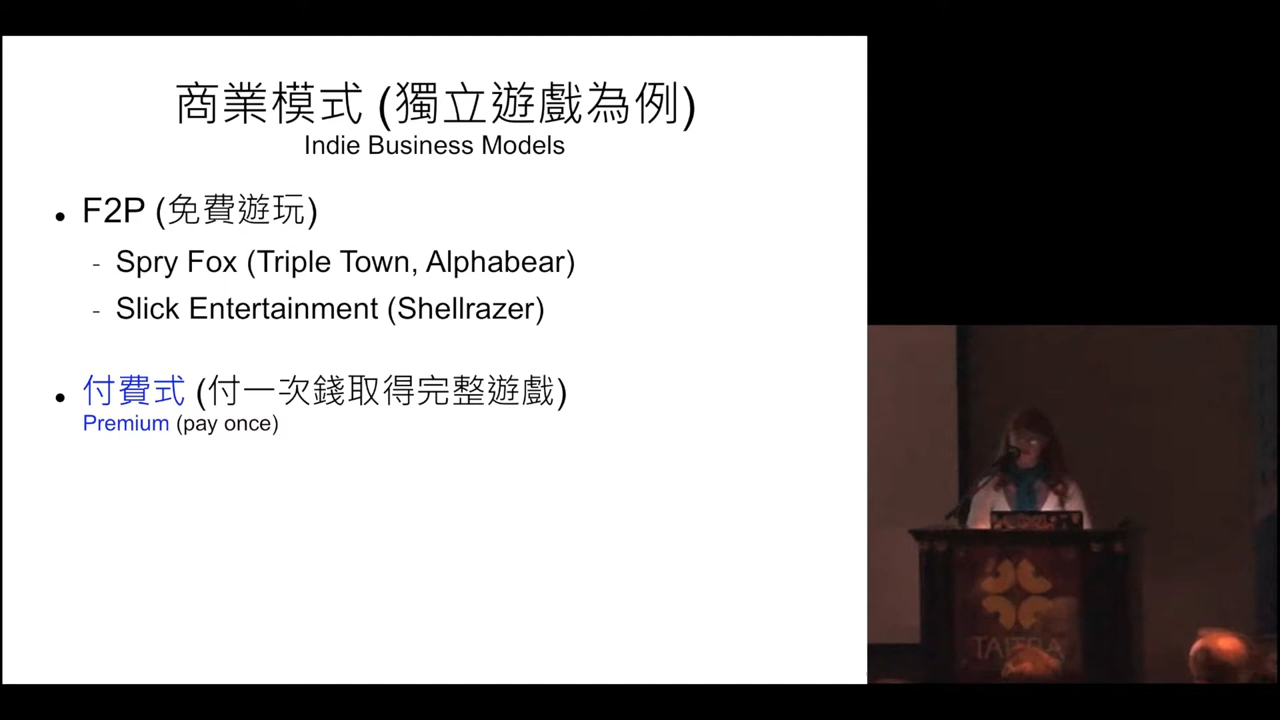 商業模式 (獨立遊戲為例)
Indie Business Models
• F2P (免費遊玩)
- Spry Fox (Triple Town, Alphabear)
- Slick Entertainment (Shellrazer)
• 付費式 (付一次錢取得完整遊戲)
Premium (pay once)
TAITRA